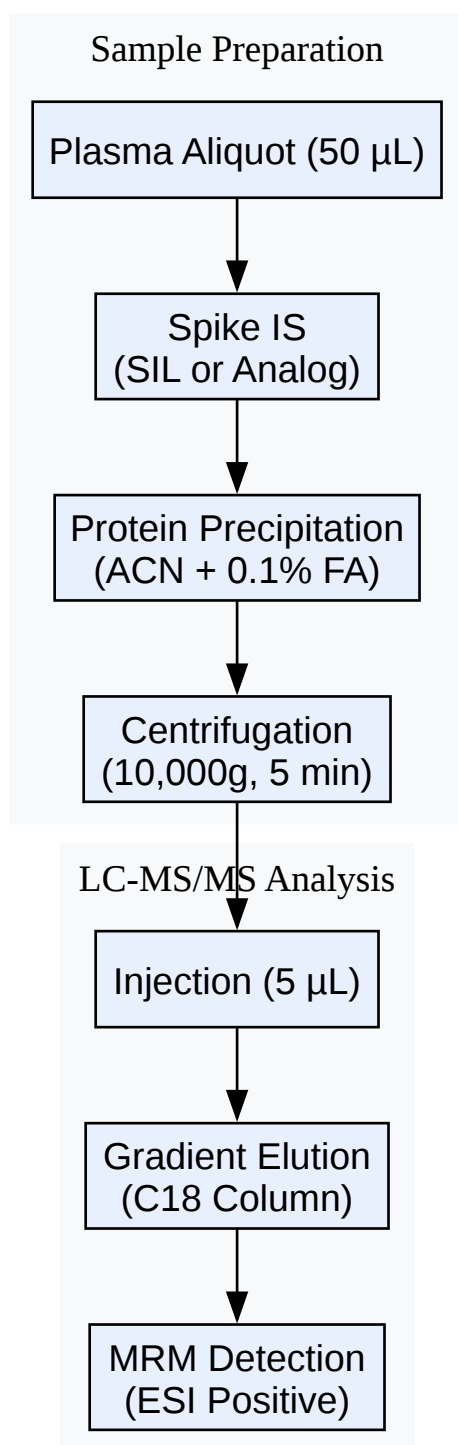 Sample Preparation
Plasma Aliquot (50 µL)
Spike IS
(SIL or Analog)
Protein Precipitation
(ACN + 0.1% FA)
Centrifugation
(10,000g, 5 min)
LC-MS/MS Analysis
Injection (5 µL)
Gradient Elution
(C18 Column)
MRM Detection
(ESI Positive)